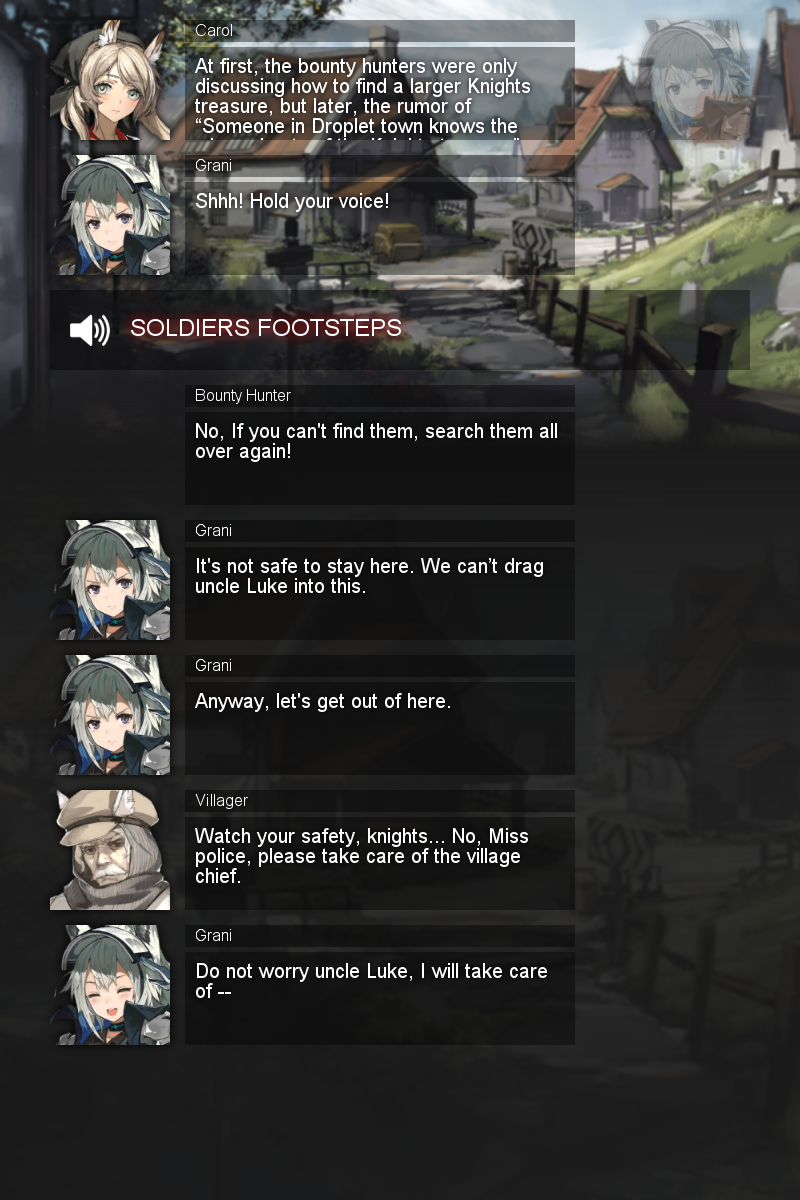 Carol
At first, the bounty hunters were only
discussing how to find a larger Knights
treasure, but later, the rumor of
“Someone in Droplet town knows the
Grani
Shhh! Hold your voice!
SOLDIERS FOOTSTEPS
Bounty Hunter
No, If you can't find them, search them all
over again!
Grani
It's not safe to stay here. We can’t drag
uncle Luke into this.
Grani
Anyway, let's get out of here.
Villager
Watch your safety, knights... No, Miss
police, please take care of the village
chief.
Grani
Do not worry uncle Luke, I will take care
of --